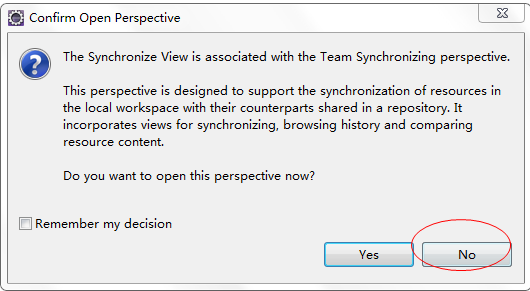 Confirm Open Perspective
The Synchronize View is associated with the Team Synchronizing perspective.
This perspective is designed to support the synchronization of resources in
the local workspace with their counterparts shared in a repository. It
incorporates views for synchronizing, browsing history and comparing
resource content.
Do you want to open this perspective now?
Remember my decision
Yes No